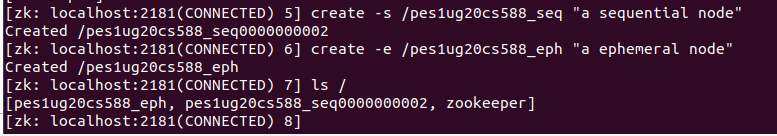 [zk: localhost:2181(CONNECTED) 5] create -s /pes1ug20cs588_seq "a sequential node"
Created /pes1ug20cs588_seq0000000002
[zk: localhost:2181(CONNECTED) 6] create -e /pes1ug20cs588_eph "a ephemeral node"
Created /pes1ug20cs588_eph
[zk: localhost:2181(CONNECTED) 7] ls /
[pes1ug20cs588_eph, pes1ug20cs588_seq0000000002, zookeeper]
[zk: localhost:2181(CONNECTED) 8]